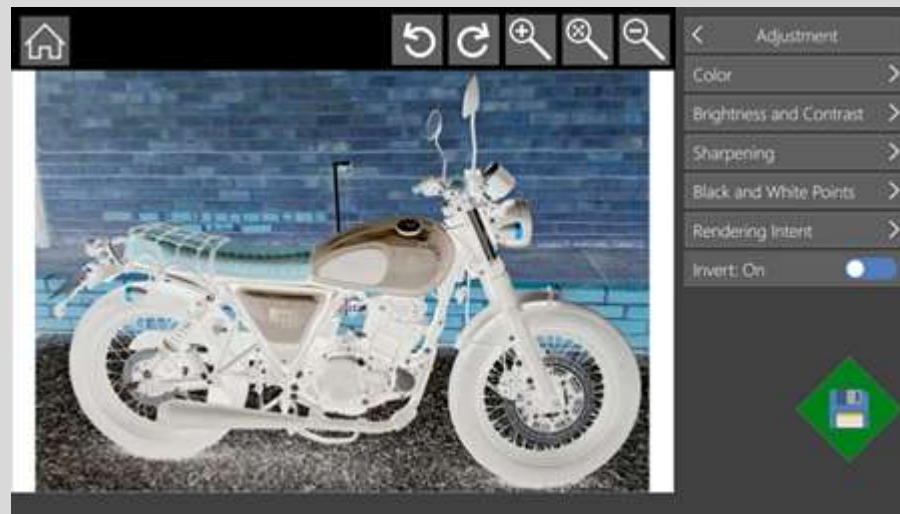 Adjustment
Color
Brightness and Contrast
Sharpening
Black and White Points
Rendering Intent
Invert: On